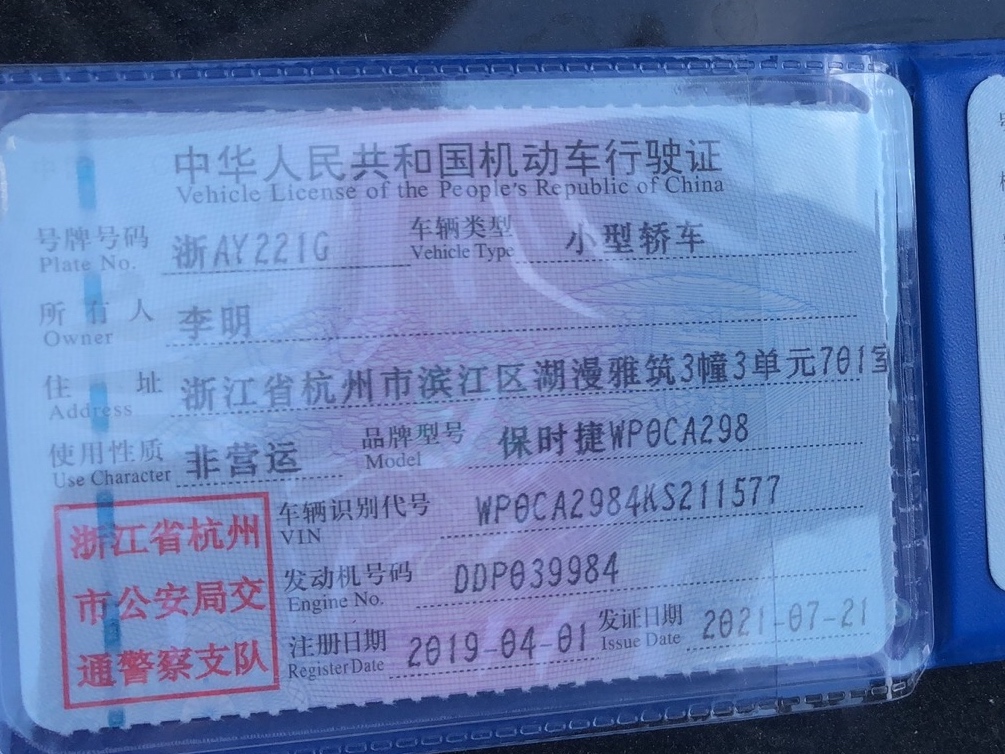 中华人民共和国机动车行驶证
Vehicle License of the People's Republic of China
号牌号码 浙AY221G 车辆类型 小型轿车
Plate No. Vehicle Type
所有人 李明
Owner
住址 浙江省杭州市滨江区湖漫雅筑3幢3单元701室
Address
使用性质 非营运 品牌型号 保时捷WP0CA298
Use Character Model
浙江省杭州
市公安局交
通警察支队
车辆识别代号 WP0CA2984KS211577
VIN
发动机号码 DDP039984
Engine No.
注册日期 2019-04-01 发证日期 2021-07-21
Register Date Issue Date